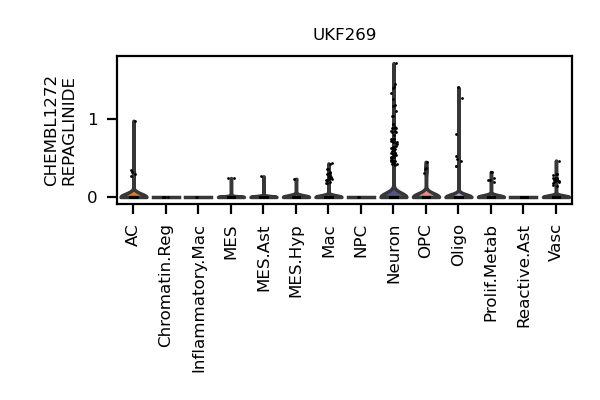 UKF269
CHEMBL1272
REPAGLINIDE
1
0
AC
Chromatin.Reg
Inflammatory.Mac
MES
MES.Ast
MES.Hyp
Mac
NPC
Neuron
OPC
Oligo
Prolif.Metab
Reactive.Ast
Vasc